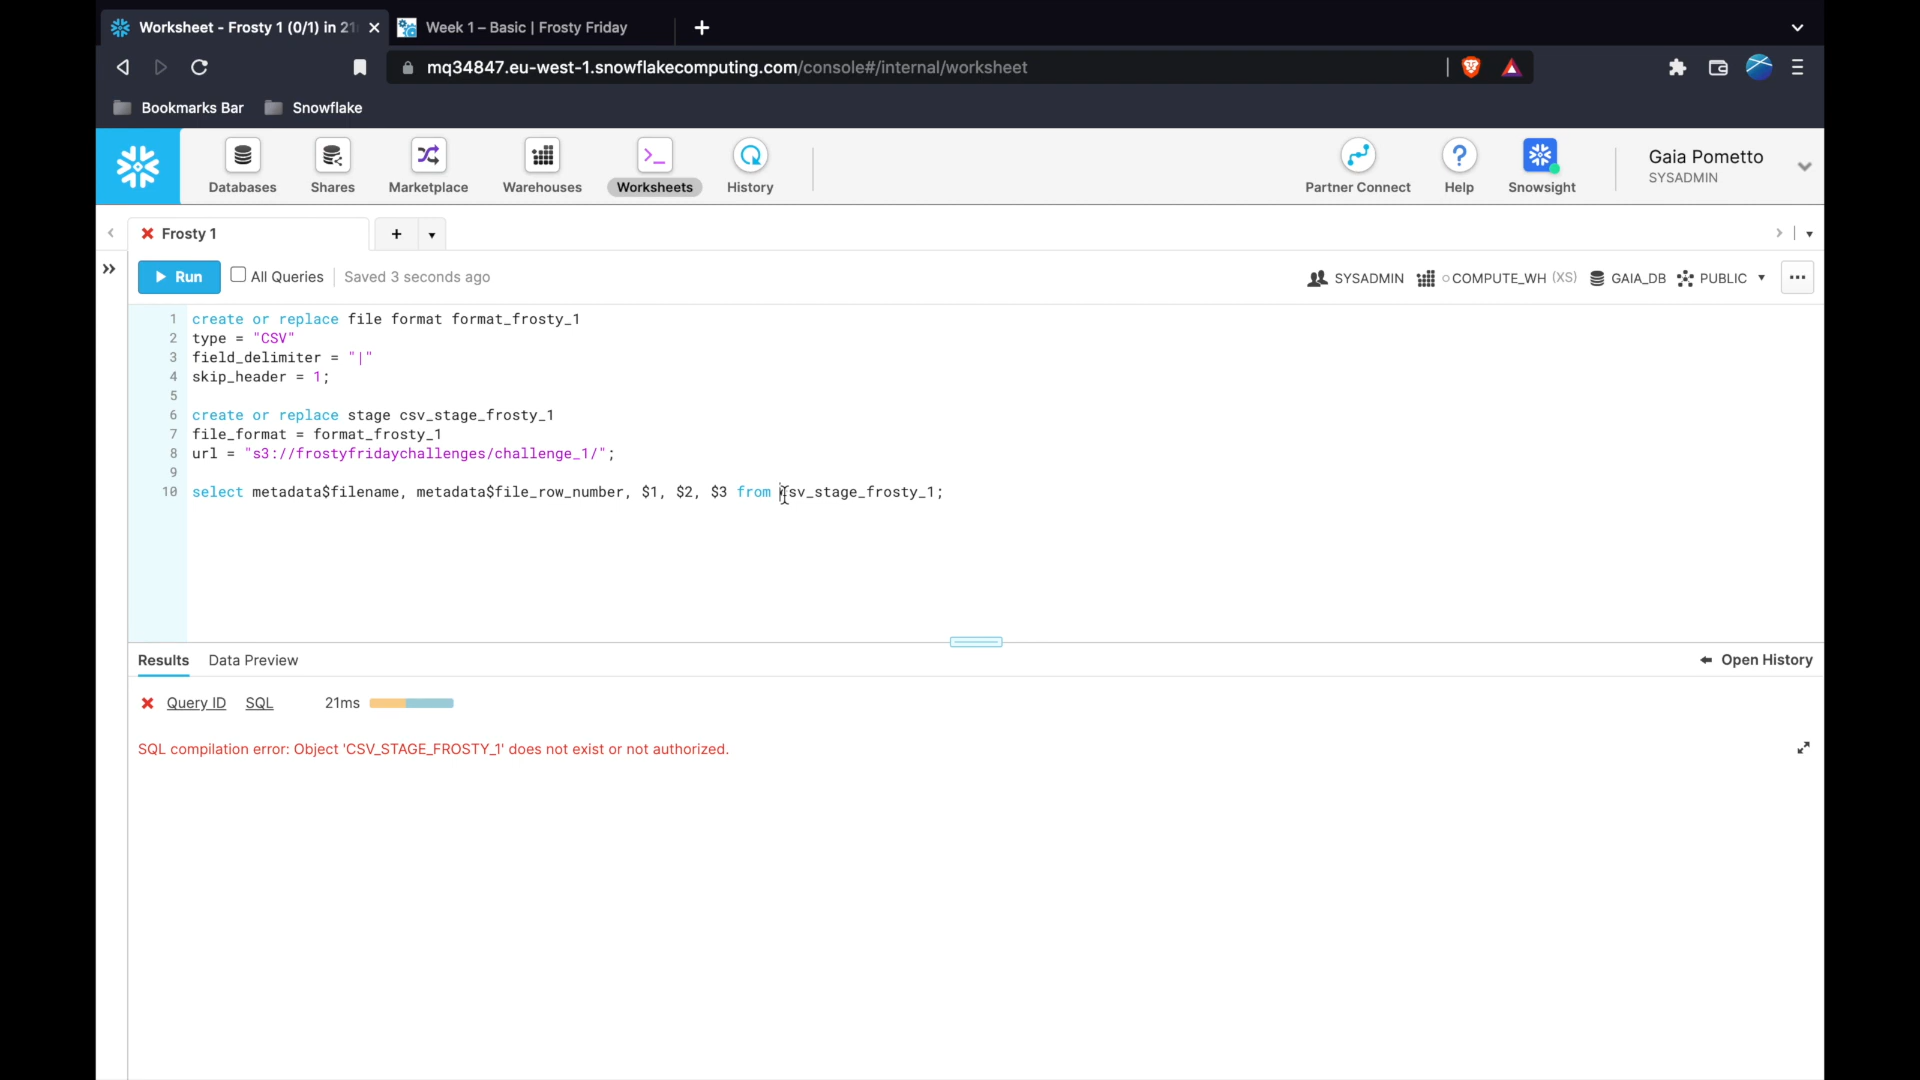 Worksheet - Frosty 1 (0/1) in 21
Week 1 – Basic | Frosty Friday
mq34847.eu-west-1.snowflakecomputing.com/console#/internal/worksheet
Bookmarks Bar Snowflake
Databases Shares Marketplace Warehouses Worksheets History Partner Connect Help Snowsight
Gaia Pometto
SYSADMIN
Frosty 1
Run All Queries Saved 3 seconds ago SYSADMIN COMPUTE_WH (XS) GAIA_DB PUBLIC
1 create or replace file format format_frosty_1
2 type = "CSV"
3 field_delimiter = "|"
4 skip_header = 1;
5
6 create or replace stage csv_stage_frosty_1
7 file_format = format_frosty_1
8 url = "s3://frostyfridaychallenges/challenge_1/";
9
10 select metadata$filename, metadata$file_row_number, $1, $2, $3 from csv_stage_frosty_1;
Results Data Preview Open History
Query ID SQL 21ms
SQL compilation error: Object 'CSV_STAGE_FROSTY_1' does not exist or not authorized.